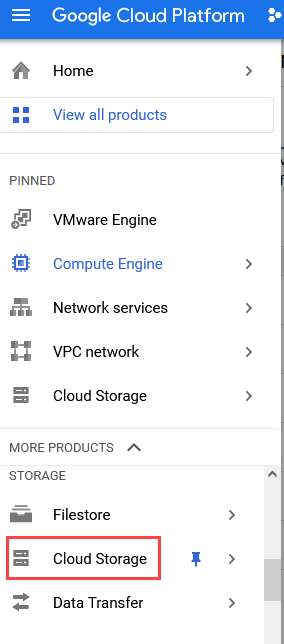 Google Cloud Platform
Home
View all products
PINNED
VMware Engine
Compute Engine
Network services
VPC network
Cloud Storage
MORE PRODUCTS
STORAGE
Filestore
Cloud Storage
Data Transfer